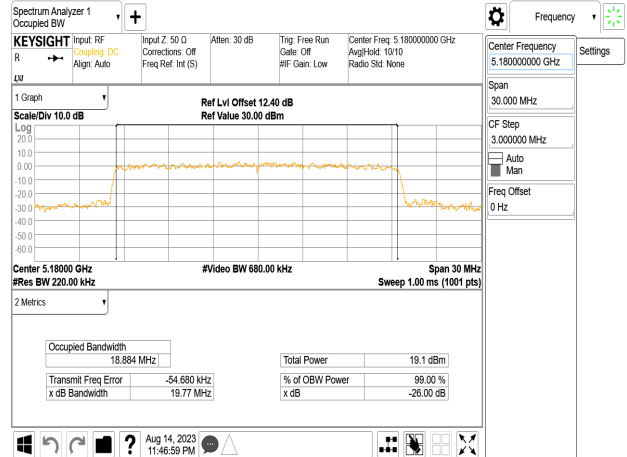 Spectrum Analyzer 1
Occupied BW
Frequency
KEYSIGHT
R
Input: RF
Coupling: DC
Align: Auto
Input Z: 50 Ω
Corrections: Off
Freq Ref: Int (S)
Atten: 30 dB
Trig: Free Run
Gate: Off
#IF Gain: Low
Center Freq: 5.180000000 GHz
Avg|Hold: 10/10
Radio Std: None
Center Frequency
5.18000000 GHz
Settings
Span
30.000 MHz
CF Step
3.000000 MHz
Auto
Man
Freq Offset
0 Hz
1 Graph
Scale/Div 10.0 dB
Ref Lvl Offset 12.40 dB
Ref Value 30.00 dBm
Log
20.0
10.0
0.00
-10.0
-20.0
-30.0
-40.0
-50.0
-60.0
Center 5.18000 GHz
#Res BW 220.00 kHz
#Video BW 680.00 kHz
Span 30 MHz
Sweep 1.00 ms (1001 pts)
2 Metrics
Occupied Bandwidth
18.884 MHz
Total Power 19.1 dBm
Transmit Freq Error -54.680 kHz
% of OBW Power 99.00 %
x dB Bandwidth 19.77 MHz
x dB -26.00 dB
?
Aug 14, 2023
11:46:59 PM